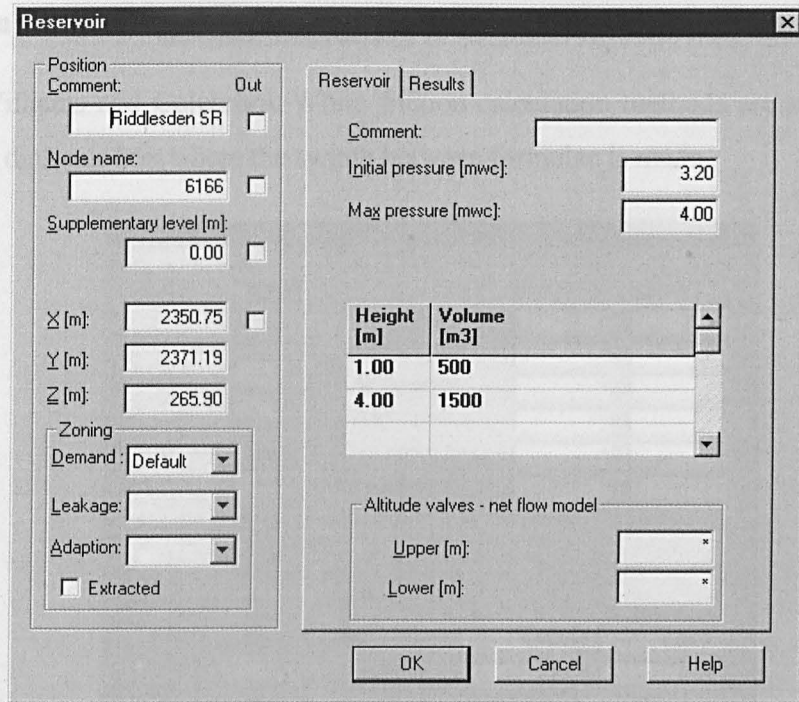 Reservoir
Position
Comment: Out
Riddlesden SR
Node name:
6166
Supplementary level [m]:
0.00
X [m]: 2350.75
Y [m]: 2371.19
Z [m]: 265.90
Zoning
Demand : Default
Leakage:
Adaption:
Extracted
Reservoir Results
Comment:
Initial pressure [mwc]: 3.20
Max pressure [mwc]: 4.00
Height [m] Volume [m3]
1.00 500
4.00 1500
Altitude valves - net flow model
Upper [m]: *
Lower [m]: *
OK Cancel Help